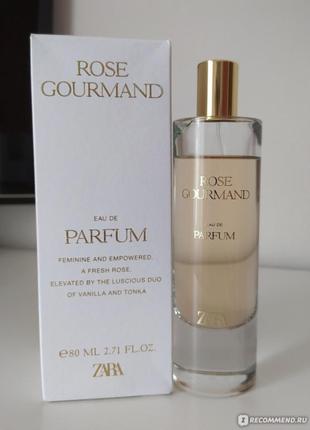 ROSE
GOURMAND
EAU DE
PARFUM
FEMININE AND EMPOWERED.
A FRESH ROSE,
ELEVATED BY THE LUSCIOUS DUO
OF VANILLA AND TONKA
e80 ML 2.71 FL.OZ.
ZARA
ROSE
GOURMAND
EAU DE
PARFUM
ZARA
IRECOMMEND.RU